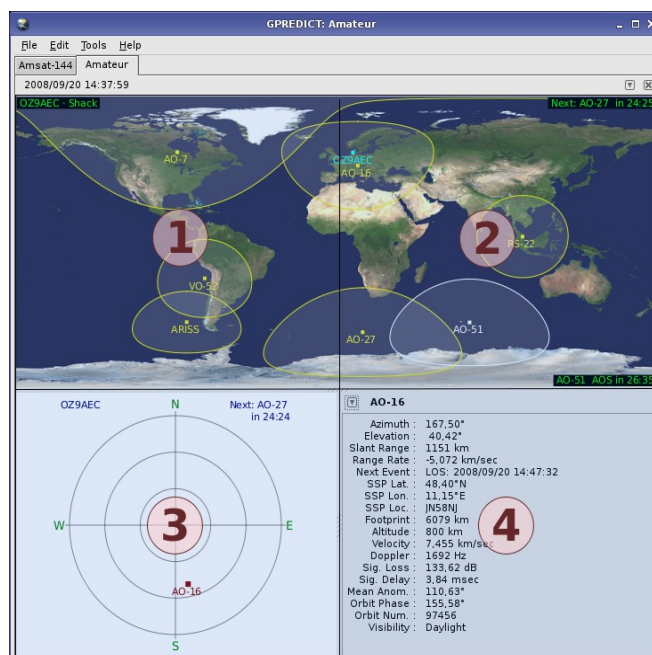 GPREDICT: Amateur
File Edit Tools Help
Amsat-144 Amateur
2008/09/20 14:37:59
OZ9AEC - Shack
Next: AO-27 in 24:25
AO-7
OZ9AEC
AO-16
1
2
RS-22
VO-52
ARISS
AO-27
AO-51
AO-51 AOS in 26:35
OZ9AEC
N
Next: AO-27
in 24:24
W
3
E
AO-16
S
AO-16
Azimuth : 167,50°
Elevation : 40,42°
Slant Range : 1151 km
Range Rate : -5,072 km/sec
Next Event : LOS: 2008/09/20 14:47:32
SSP Lat. : 48,40°N
SSP Lon. : 11,15°E
SSP Loc. : JN58NJ
Footprint : 6079 km
4
Altitude : 800 km
Velocity : 7,455 km/sec
Doppler : 1692 Hz
Sig. Loss : 133,62 dB
Sig. Delay : 3,84 msec
Mean Anom. : 110,63°
Orbit Phase : 155,58°
Orbit Num. : 97456
Visibility : Daylight